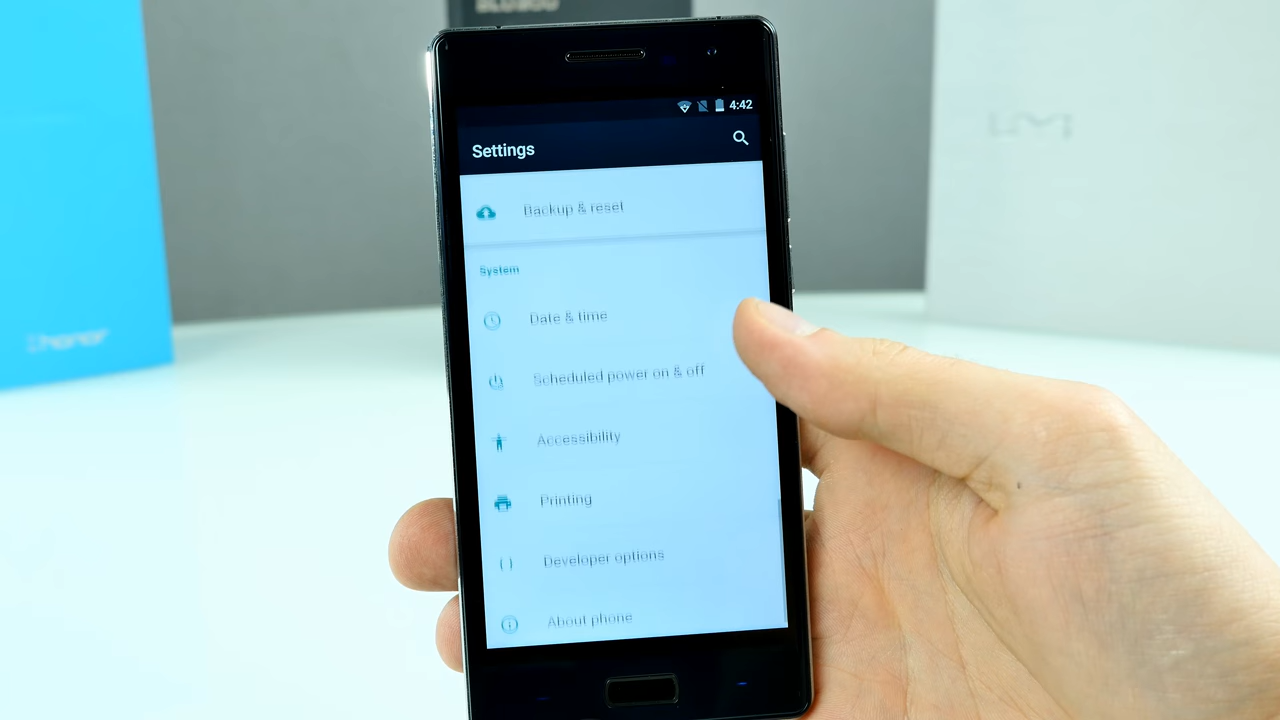 4:42
Settings
Backup & reset
System
Date & time
Scheduled power on & off
Accessibility
Printing
Developer options
About phone
honor